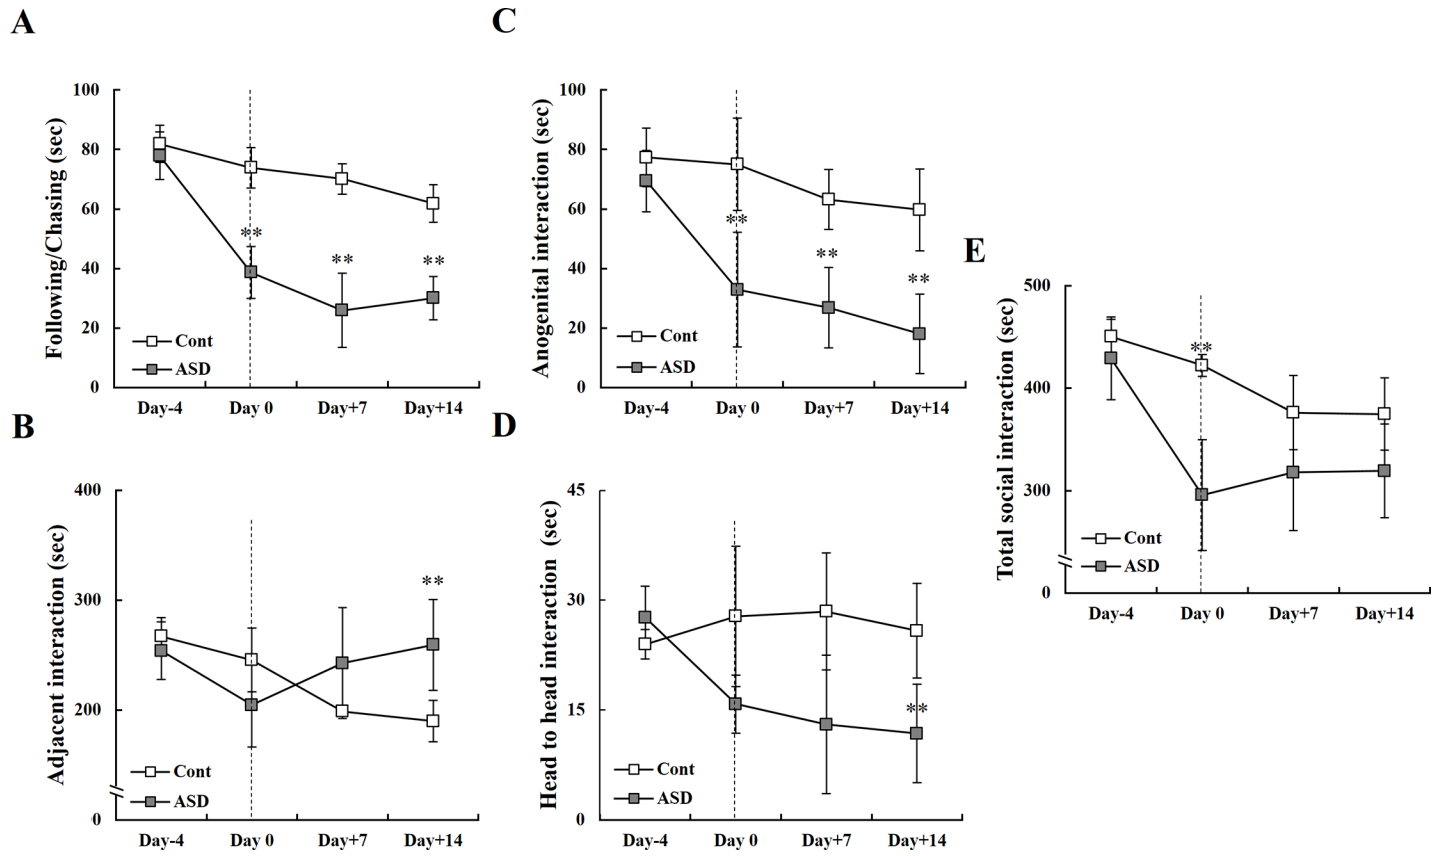 A
Following/Chasing (sec)
100
80
60
40
20
0
**
**
**
Cont
ASD
Day-4
Day 0
Day+7
Day+14
B
Adjacent interaction (sec)
400
300
200
0
**
Cont
ASD
Day-4
Day 0
Day+7
Day+14
C
Anogenital interaction (sec)
100
80
60
40
20
0
**
**
**
Cont
ASD
Day-4
Day 0
Day+7
Day+14
D
Head to head interaction (sec)
45
30
15
0
**
Cont
ASD
Day-4
Day 0
Day+7
Day+14
E
Total social interaction (sec)
500
400
300
0
**
Cont
ASD
Day-4
Day 0
Day+7
Day+14